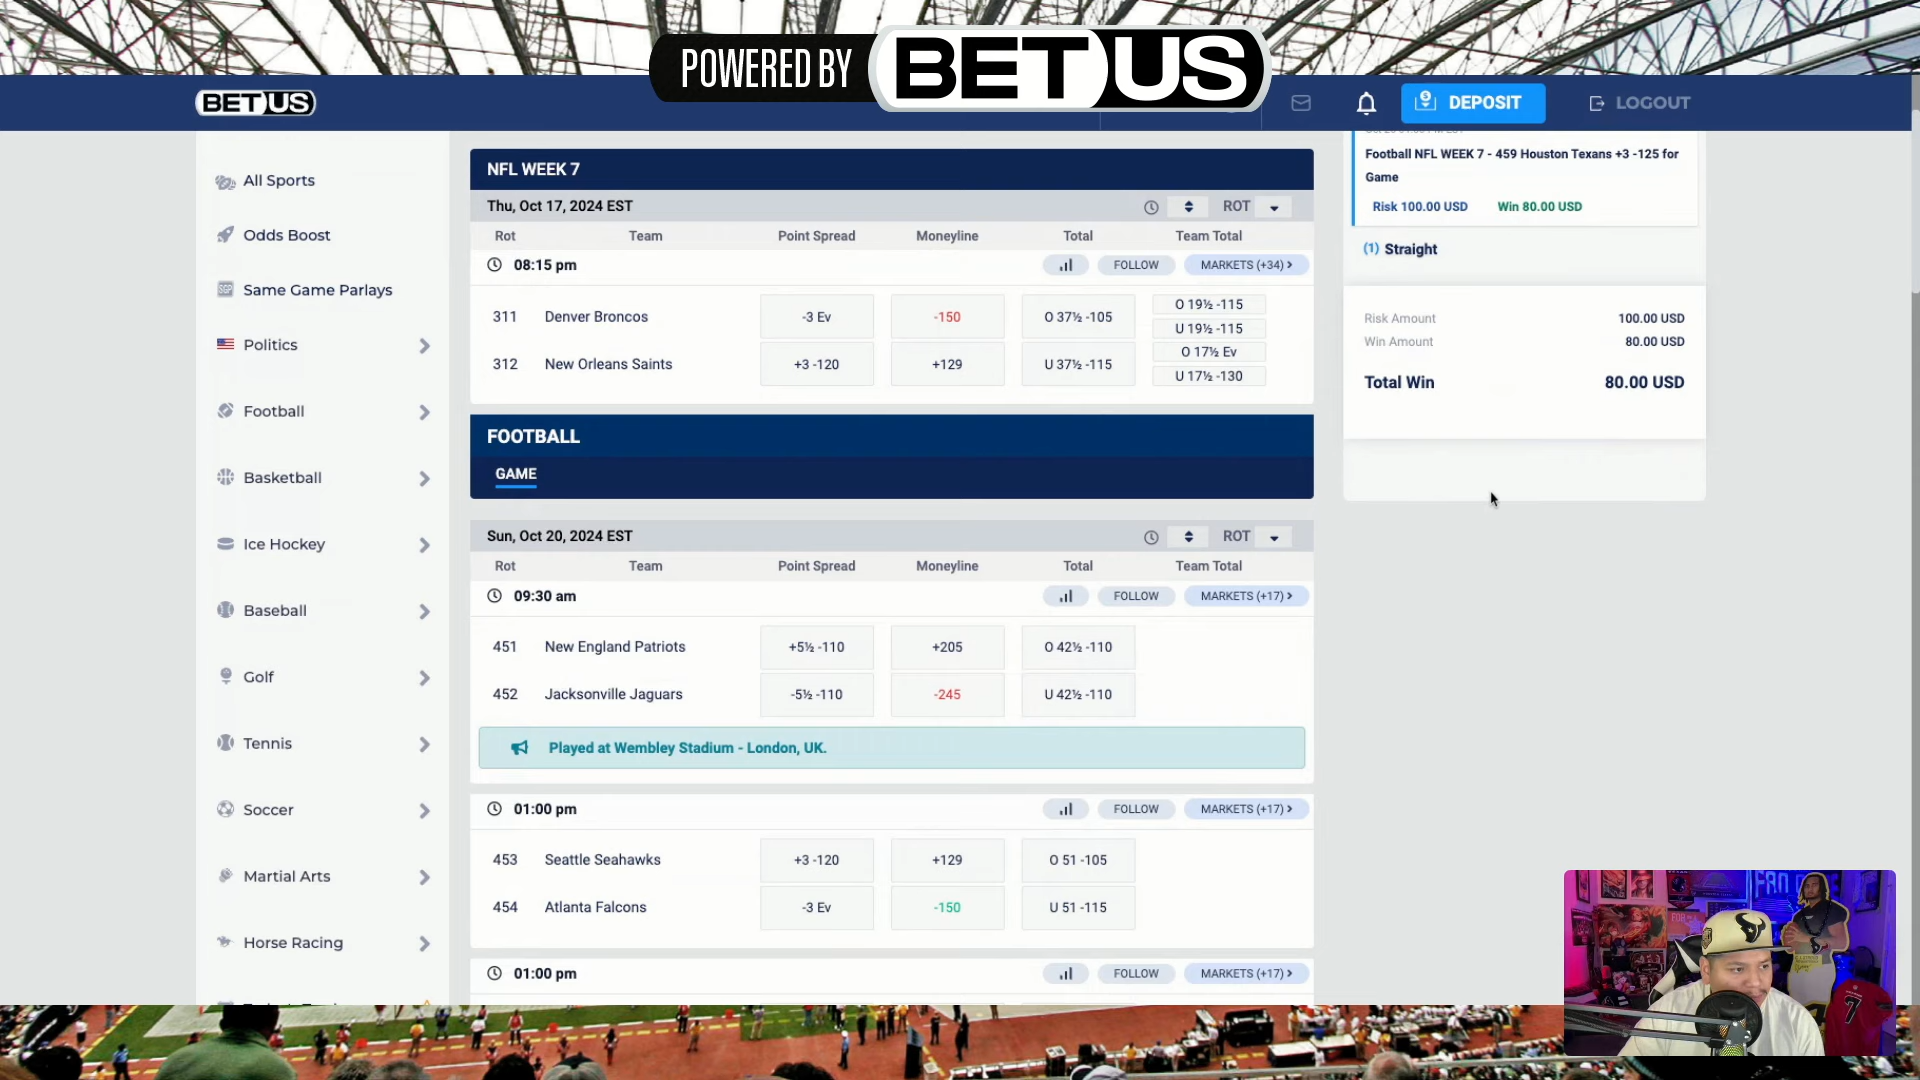 POWERED BY BETUS
BETUS
DEPOSIT
LOGOUT
All Sports
Odds Boost
Same Game Parlays
Politics
Football
Basketball
Ice Hockey
Baseball
Golf
Tennis
Soccer
Martial Arts
Horse Racing
NFL WEEK 7
Thu, Oct 17, 2024 EST ROT
Rot Team Point Spread Moneyline Total Team Total
08:15 pm FOLLOW MARKETS (+34)
311 Denver Broncos -3 Ev -150 O 37½ -105 O 19½ -115
U 19½ -115
312 New Orleans Saints +3 -120 +129 U 37½ -115 O 17½ Ev
U 17½ -130
FOOTBALL
GAME
Sun, Oct 20, 2024 EST ROT
Rot Team Point Spread Moneyline Total Team Total
09:30 am FOLLOW MARKETS (+17)
451 New England Patriots +5½ -110 +205 O 42½ -110
452 Jacksonville Jaguars -5½ -110 -245 U 42½ -110
Played at Wembley Stadium - London, UK.
01:00 pm FOLLOW MARKETS (+17)
453 Seattle Seahawks +3 -120 +129 O 51 -105
454 Atlanta Falcons -3 Ev -150 U 51 -115
01:00 pm FOLLOW MARKETS (+17)
Football NFL WEEK 7 - 459 Houston Texans +3 -125 for
Game
Risk 100.00 USD Win 80.00 USD
(1) Straight
Risk Amount 100.00 USD
Win Amount 80.00 USD
Total Win 80.00 USD
FAN
7